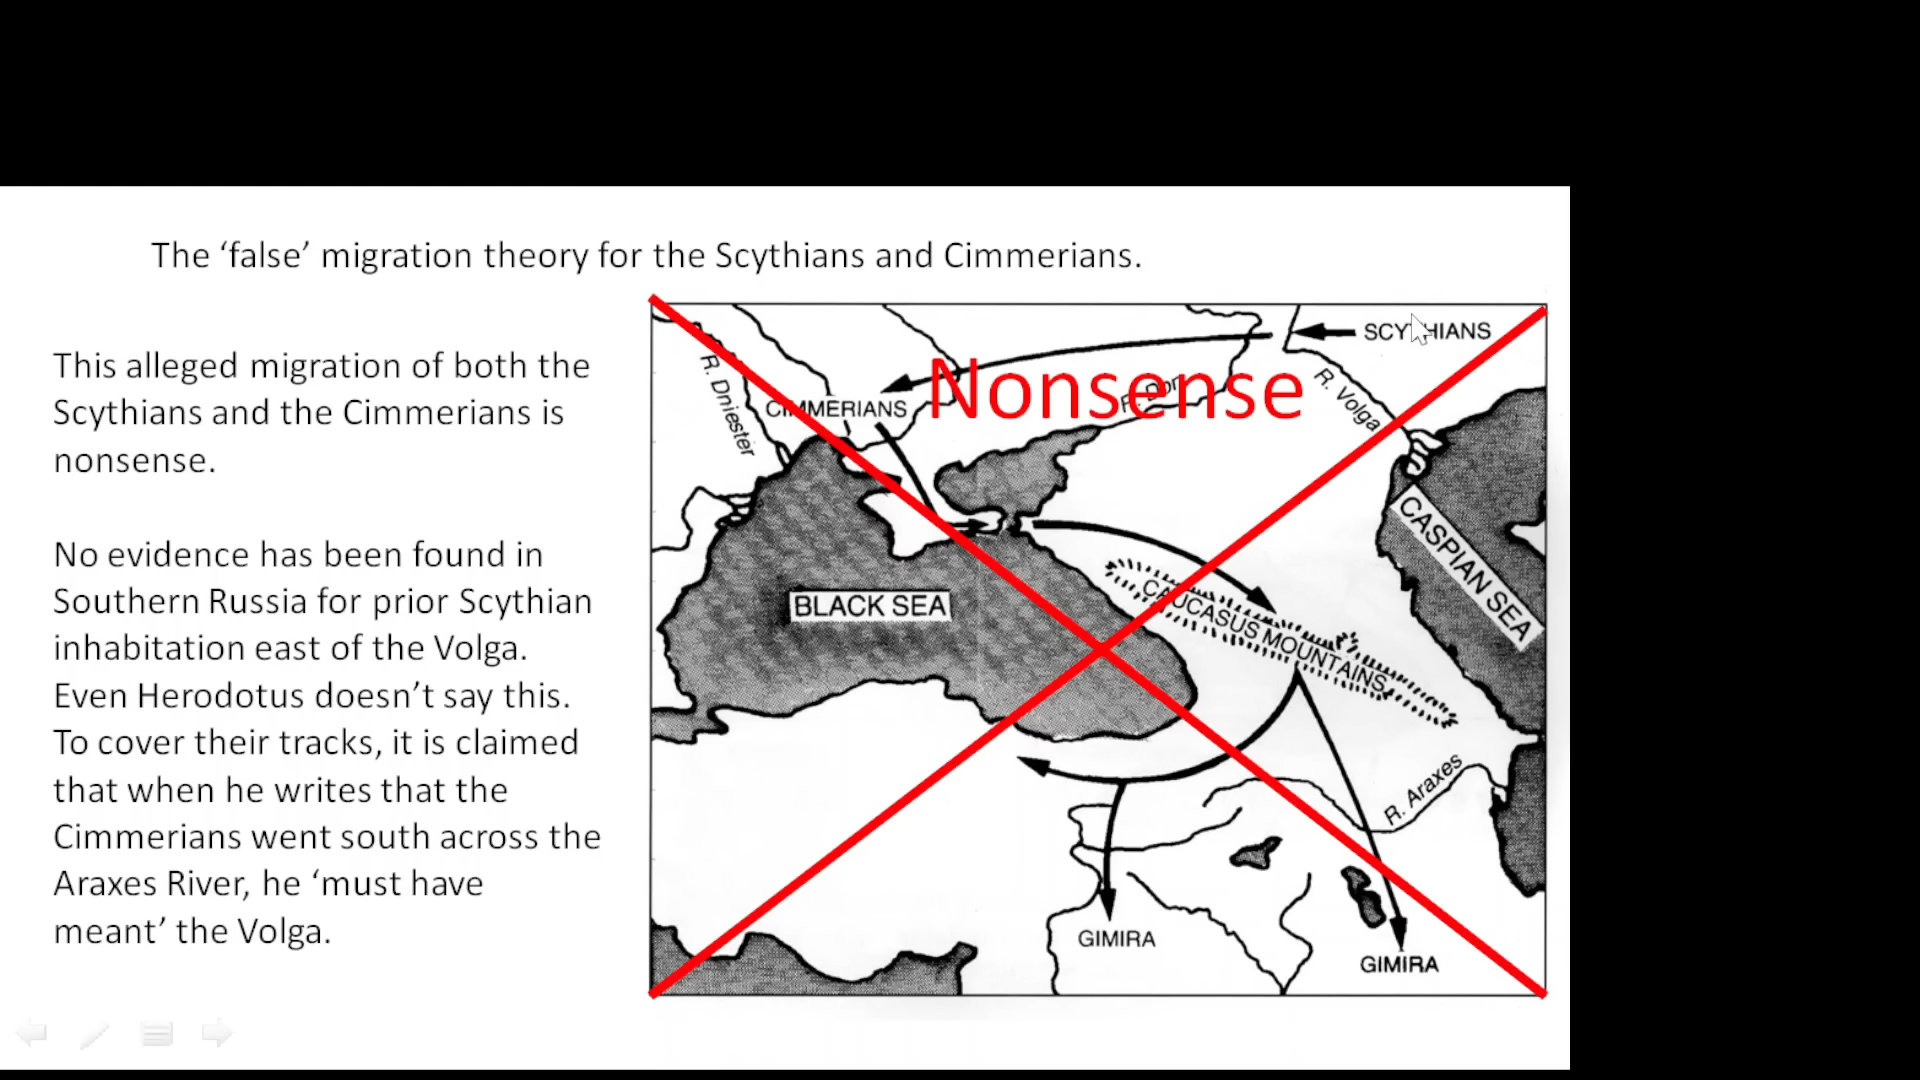 The ‘false’ migration theory for the Scythians and Cimmerians.
This alleged migration of both the
Scythians and the Cimmerians is
nonsense.
No evidence has been found in
Southern Russia for prior Scythian
inhabitation east of the Volga.
Even Herodotus doesn’t say this.
To cover their tracks, it is claimed
that when he writes that the
Cimmerians went south across the
Araxes River, he ‘must have
meant’ the Volga.
SCYTHIANS
Nonsense
R. Dniester
CIMMERIANS
R. Don
R. Volga
CASPIAN SEA
BLACK SEA
CAUCASUS MOUNTAINS
R. Araxes
GIMIRA
GIMIRA